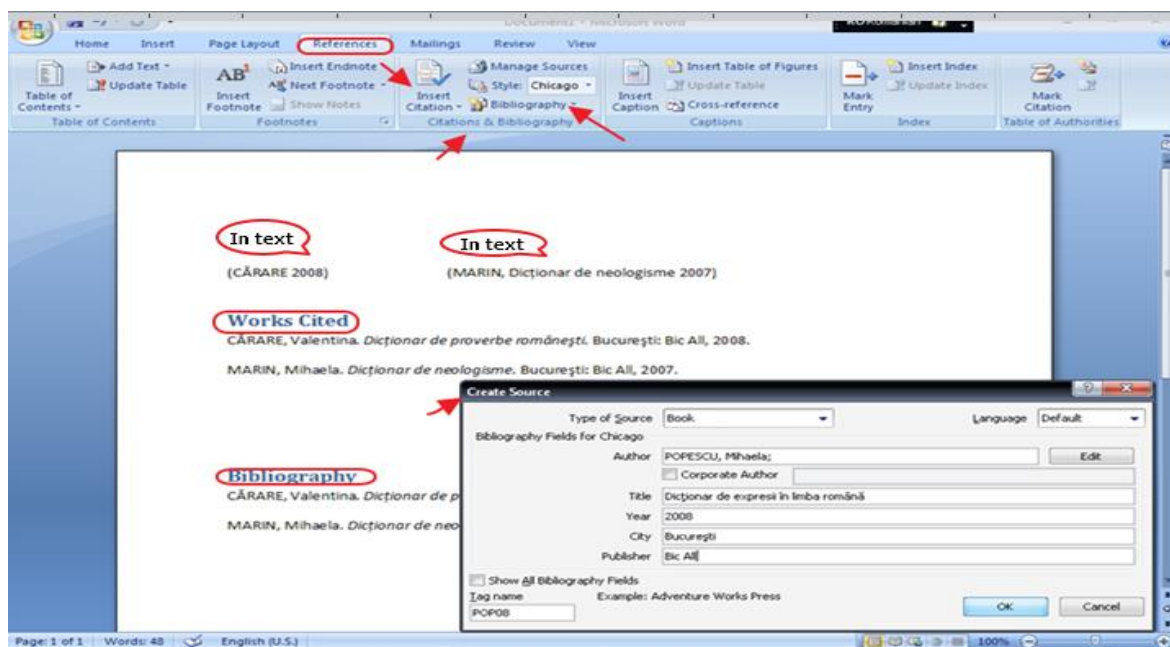 Document1 - Microsoft Word
Home Insert Page Layout References Mailings Review View
Table of Contents
Add Text
Update Table
Table of Contents
AB¹
Insert Footnote
Insert Endnote
Next Footnote
Show Notes
Footnotes
Insert Citation
Manage Sources
Style: Chicago
Bibliography
Citations & Bibliography
Insert Caption
Insert Table of Figures
Update Table
Cross-reference
Captions
Mark Entry
Insert Index
Update Index
Index
Mark Citation
Table of Authorities
In text In text
(CĂRARE 2008) (MARIN, Dicționar de neologisme 2007)
Works Cited
CĂRARE, Valentina. Dicționar de proverbe românești. București: Bic All, 2008.
MARIN, Mihaela. Dicționar de neologisme. București: Bic All, 2007.
Bibliography
CĂRARE, Valentina. Dicționar de p
MARIN, Mihaela. Dicționar de neo
Create Source
Type of Source Book Language Default
Bibliography Fields for Chicago
Author POPESCU, Mihaela; Edit
Corporate Author
Title Dicționar de expresii în limba română
Year 2008
City București
Publisher Bic All
Show All Bibliography Fields
Tag name Example: Adventure Works Press
POP08
OK Cancel
Page: 1 of 1 Words: 48 English (U.S.) 100%